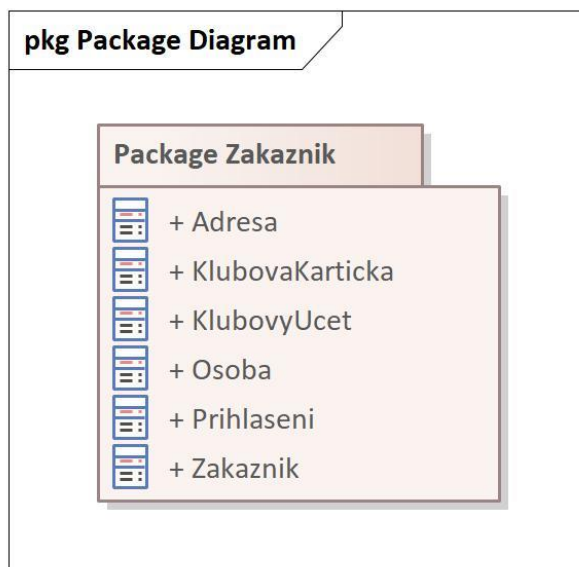 pkg Package Diagram
Package Zakaznik
+ Adresa
+ KlubovaKarticka
+ KlubovyUcet
+ Osoba
+ Prihlaseni
+ Zakaznik